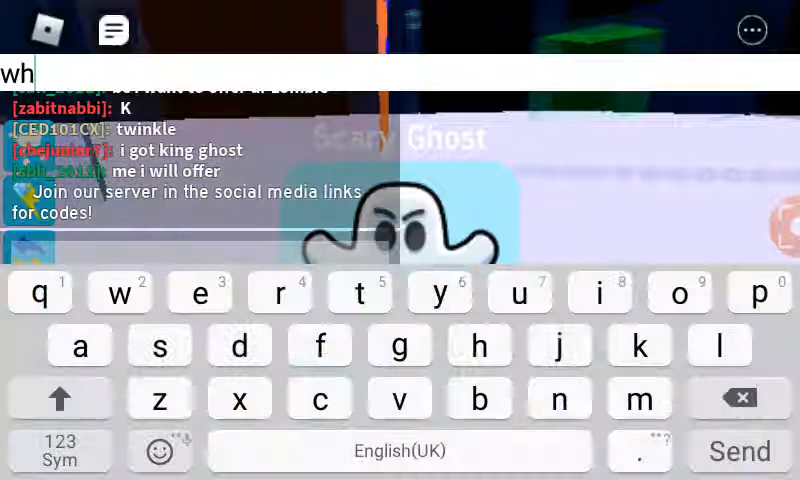 wh
[zabitnabbi]: K
[CED101CX]: twinkle
[cbejunior7]: i got king ghost
me i will offer
Join our server in the social media links
for codes!
Scary Ghost
q 1 w 2 e 3 r 4 t 5 y 6 u 7 i 8 o 9 p 0
a s d f g h j k l
z x c v b n m
123
Sym
English(UK)
. ,?
Send